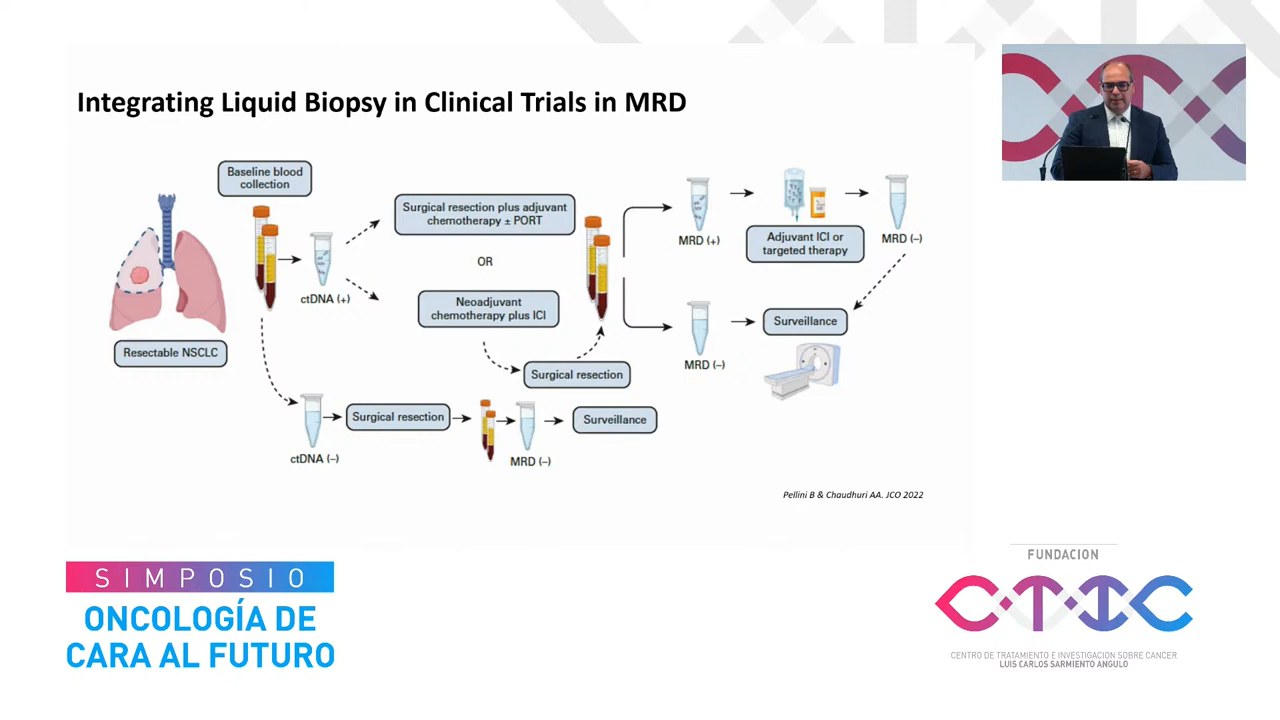 Integrating Liquid Biopsy in Clinical Trials in MRD
Baseline blood
collection
Resectable NSCLC
ctDNA (+)
Surgical resection plus adjuvant
chemotherapy ± PORT
OR
Neoadjuvant
chemotherapy plus ICI
Surgical resection
MRD (+)
Adjuvant ICI or
targeted therapy
MRD (–)
MRD (–)
Surveillance
ctDNA (–)
Surgical resection
MRD (–)
Surveillance
Pellini B & Chaudhuri AA. JCO 2022
SIMPOSIO
ONCOLOGÍA DE
CARA AL FUTURO
FUNDACION
CTIC
CENTRO DE TRATAMIENTO E INVESTIGACION SOBRE CANCER
LUIS CARLOS SARMIENTO ANGULO